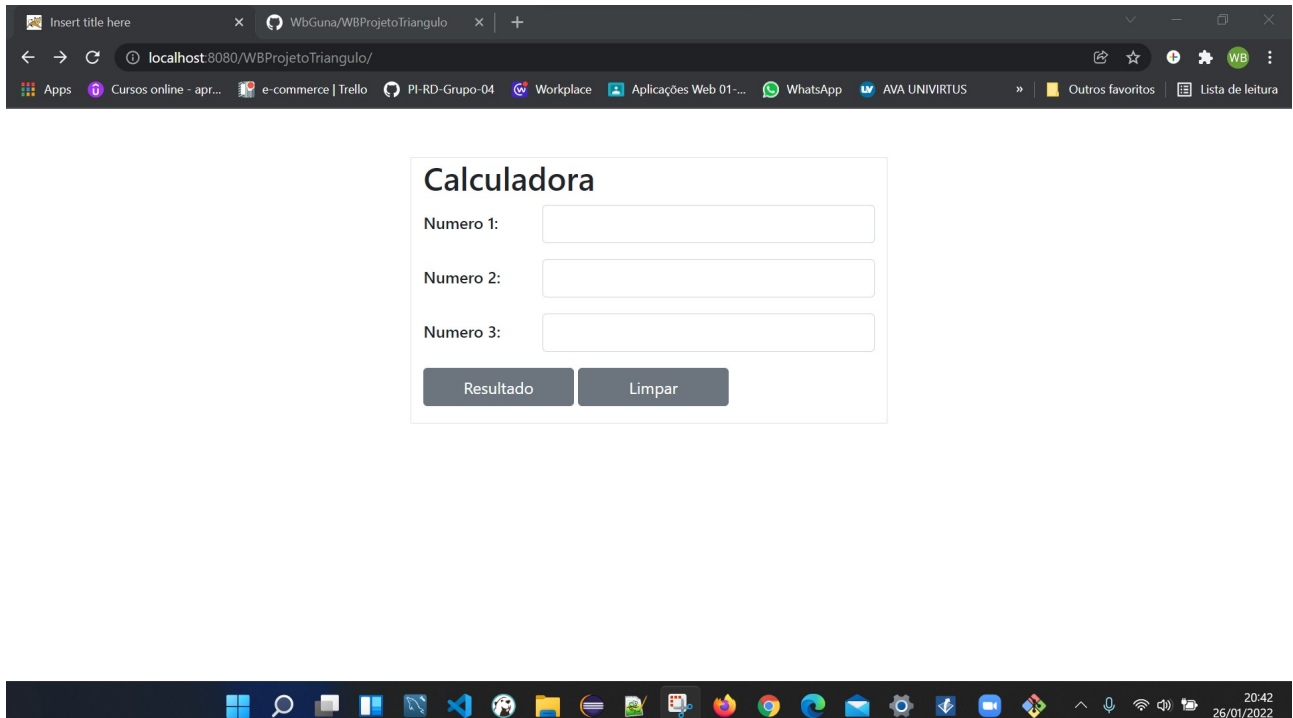 Insert title here WbGuna/WBProjetoTriangulo
localhost:8080/WBProjetoTriangulo/ WB
Apps Cursos online - apr... e-commerce | Trello PI-RD-Grupo-04 Workplace Aplicações Web 01-... WhatsApp AVA UNIVIRTUS » Outros favoritos Lista de leitura
Calculadora
Numero 1:
Numero 2:
Numero 3:
Resultado Limpar
20:42
26/01/2022